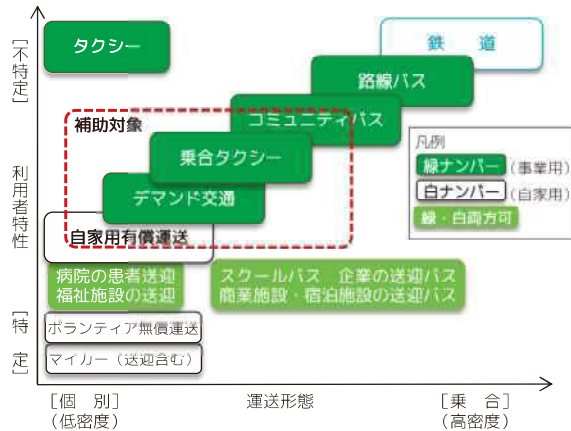 [不特定]
利用者特性
[特 定]
タクシー
鉄 道
路線バス
コミュニティバス
補助対象
乗合タクシー
デマンド交通
自家用有償運送
病院の患者送迎
福祉施設の送迎
スクールバス 企業の送迎バス
商業施設・宿泊施設の送迎バス
ボランティア無償運送
マイカー(送迎含む)
凡例
緑ナンバー(事業用)
白ナンバー(自家用)
緑・白両方可
[個 別]
(低密度)
運送形態
[乗 合]
(高密度)